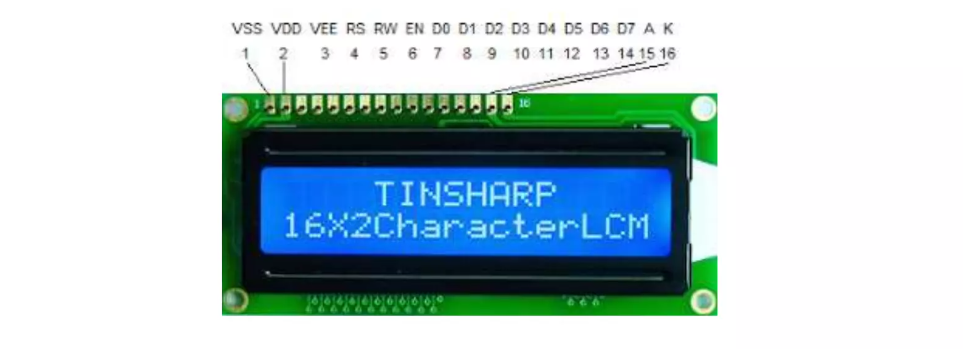 VSS VDD VEE RS RW EN D0 D1 D2 D3 D4 D5 D6 D7 A K
1 2 3 4 5 6 7 8 9 10 11 12 13 14 15 16
1 16
TINSHARP
16X2CharacterLCM